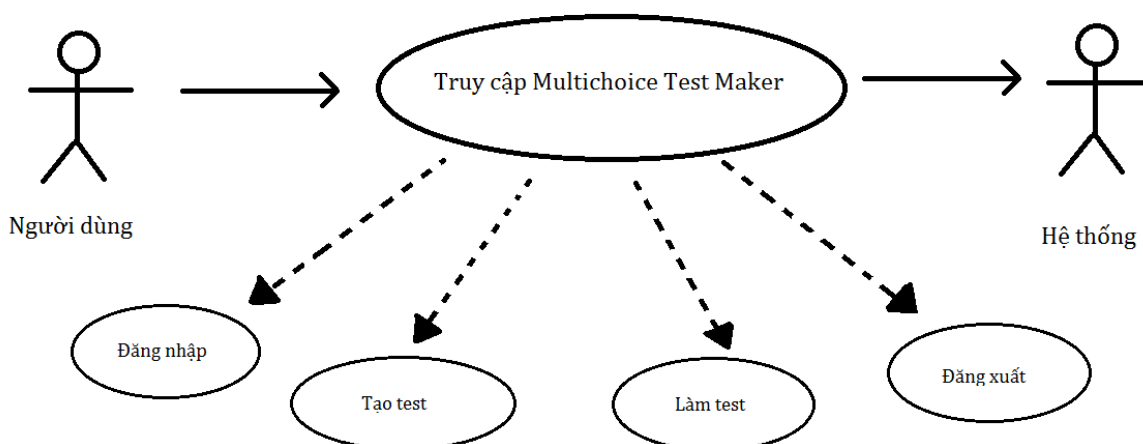 Truy cập Multichoice Test Maker
Người dùng
Hệ thống
Đăng nhập
Tạo test
Làm test
Đăng xuất